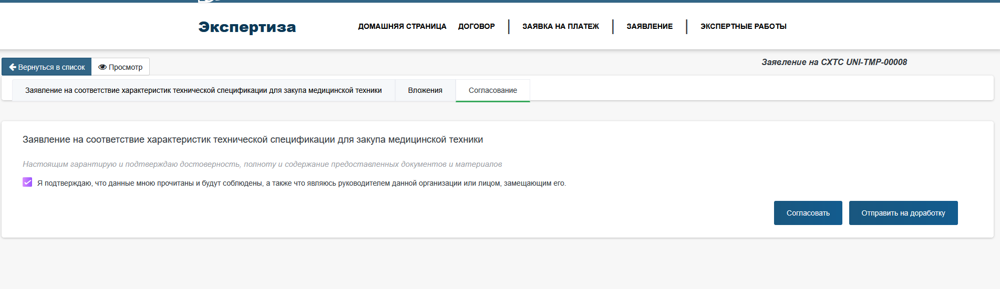 Экспертиза
ДОМАШНЯЯ СТРАНИЦА ДОГОВОР | ЗАЯВКА НА ПЛАТЕЖ | ЗАЯВЛЕНИЕ | ЭКСПЕРТНЫЕ РАБОТЫ
Вернуться в список Просмотр
Заявление на СХТС UNI-TMP-00008
Заявление на соответствие характеристик технической спецификации для закупа медицинской техники Вложения Согласование
Заявление на соответствие характеристик технической спецификации для закупа медицинской техники
Настоящим гарантирую и подтверждаю достоверность, полноту и содержание предоставленных документов и материалов
Я подтверждаю, что данные мною прочитаны и будут соблюдены, а также что являюсь руководителем данной организации или лицом, замещающим его.
Согласовать Отправить на доработку